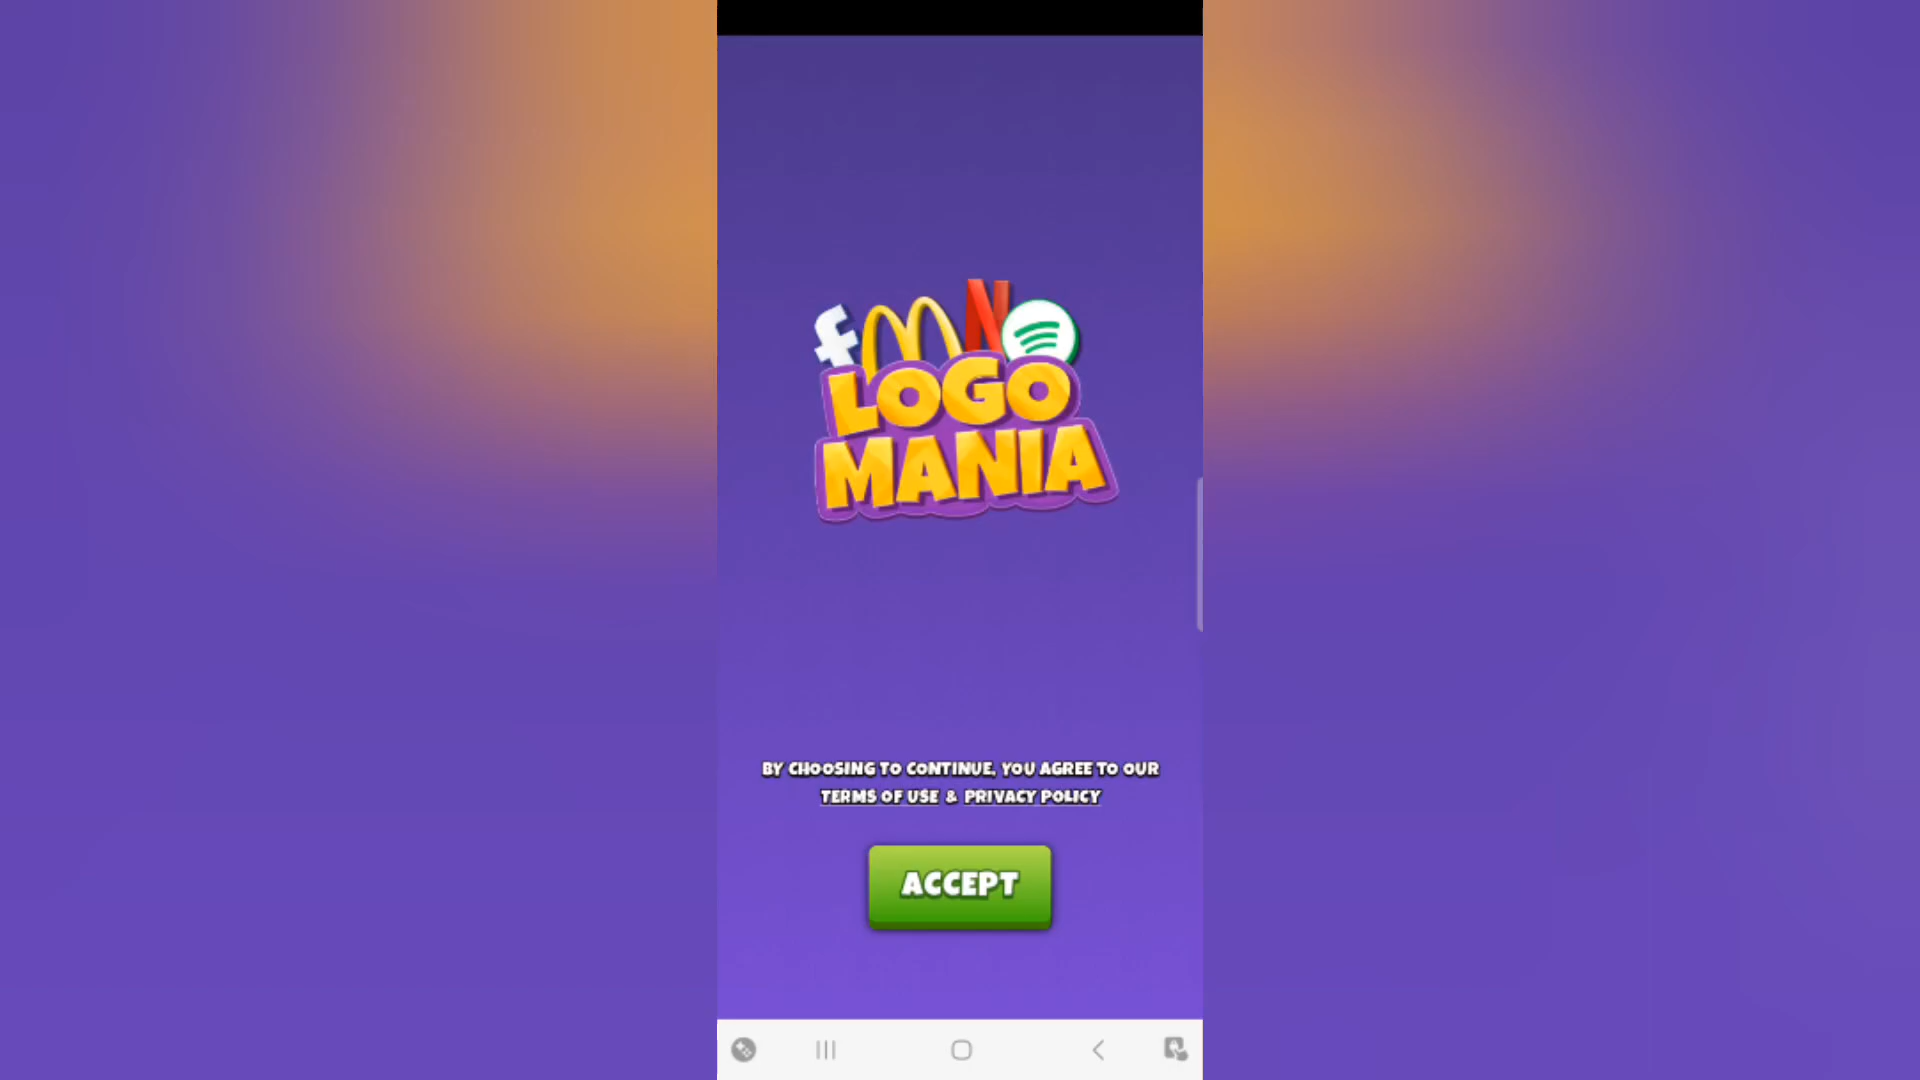 f M N
LOGO
MANIA
BY CHOOSING TO CONTINUE, YOU AGREE TO OUR
TERMS OF USE & PRIVACY POLICY
ACCEPT